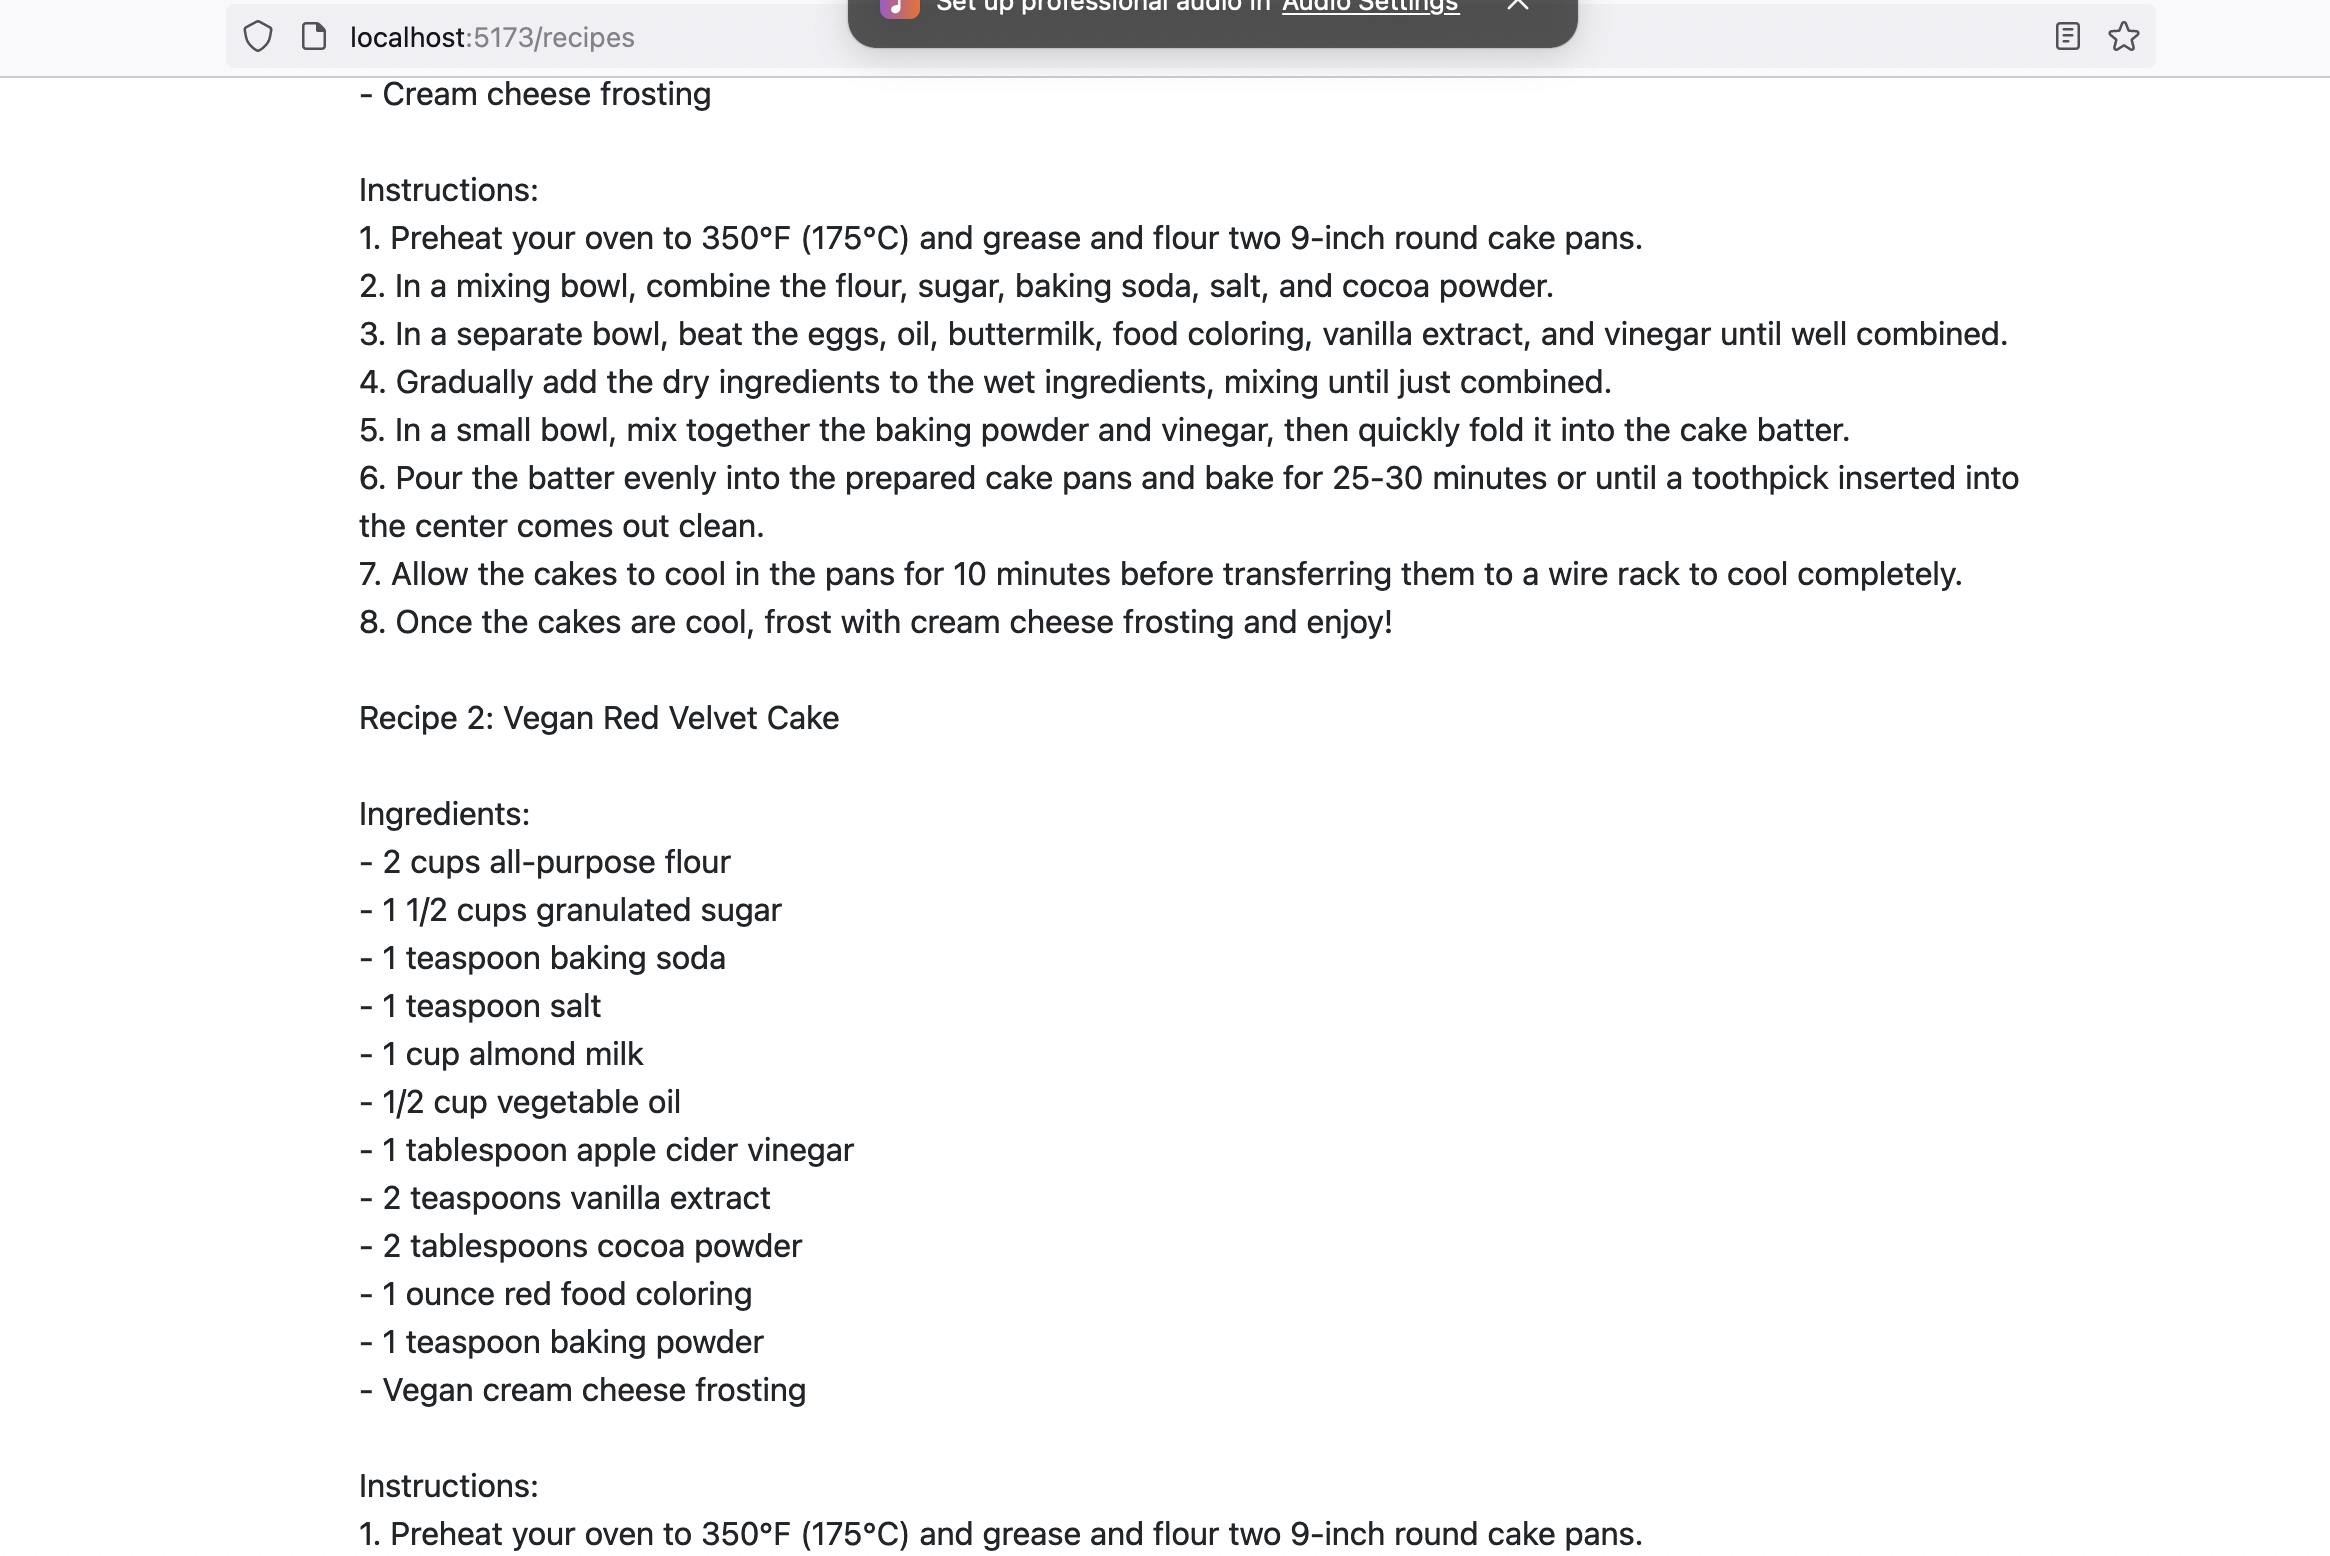 Set up professional audio in Audio Settings
localhost:5173/recipes
- Cream cheese frosting
Instructions:
1. Preheat your oven to 350°F (175°C) and grease and flour two 9-inch round cake pans.
2. In a mixing bowl, combine the flour, sugar, baking soda, salt, and cocoa powder.
3. In a separate bowl, beat the eggs, oil, buttermilk, food coloring, vanilla extract, and vinegar until well combined.
4. Gradually add the dry ingredients to the wet ingredients, mixing until just combined.
5. In a small bowl, mix together the baking powder and vinegar, then quickly fold it into the cake batter.
6. Pour the batter evenly into the prepared cake pans and bake for 25-30 minutes or until a toothpick inserted into
the center comes out clean.
7. Allow the cakes to cool in the pans for 10 minutes before transferring them to a wire rack to cool completely.
8. Once the cakes are cool, frost with cream cheese frosting and enjoy!
Recipe 2: Vegan Red Velvet Cake
Ingredients:
- 2 cups all-purpose flour
- 1 1/2 cups granulated sugar
- 1 teaspoon baking soda
- 1 teaspoon salt
- 1 cup almond milk
- 1/2 cup vegetable oil
- 1 tablespoon apple cider vinegar
- 2 teaspoons vanilla extract
- 2 tablespoons cocoa powder
- 1 ounce red food coloring
- 1 teaspoon baking powder
- Vegan cream cheese frosting
Instructions:
1. Preheat your oven to 350°F (175°C) and grease and flour two 9-inch round cake pans.